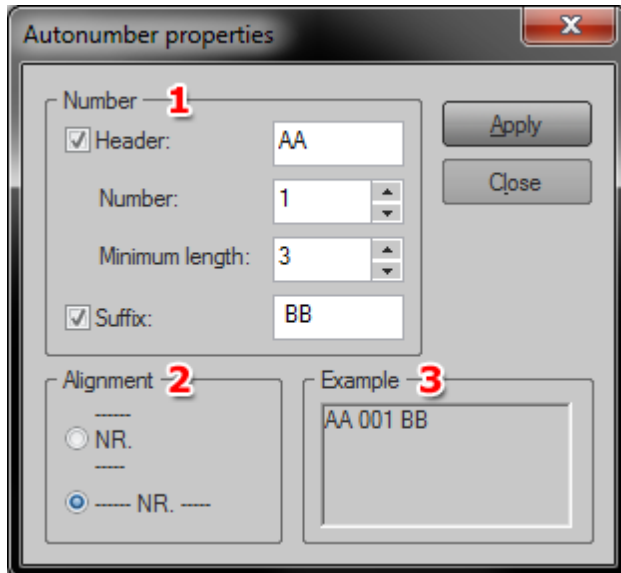 Autonumber properties
x
Number 1
Header: AA
Apply
Number: 1
Close
Minimum length: 3
Suffix: BB
Alignment 2
Example 3
------
NR.
-----
AA 001 BB
------ NR. -----